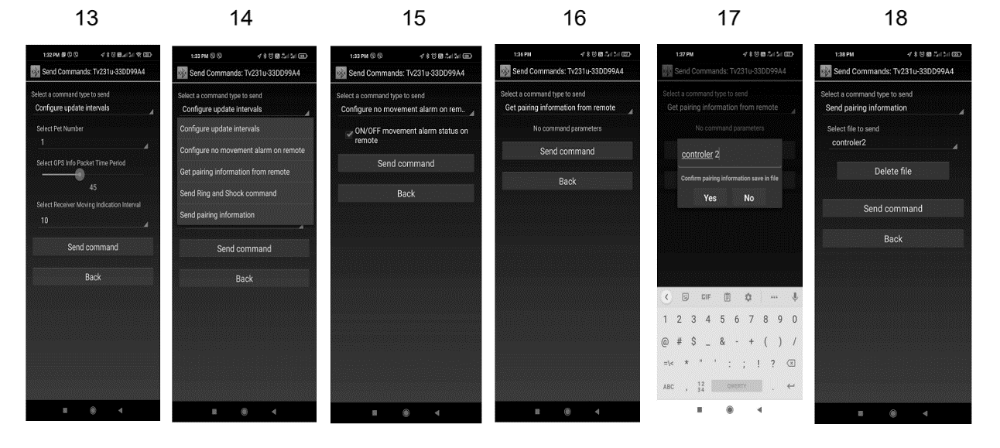 13
14
15
16
17
18
1:32 PM
Send Commands: Tv231u-33DD99A4
Select a command type to send
Configure update intervals
Select Pet Number
1
Select GPS Info Packet Time Period
45
Select Receiver Moving Indication Interval
10
Send command
Back
1:33 PM
Send Commands: Tv231u-33DD99A4
Select a command type to send
Configure update intervals
Configure update intervals
Configure no movement alarm on remote
Get pairing information from remote
Send Ring and Shock command
Send pairing information
Send command
Back
1:33 PM
Send Commands: Tv231u-33DD99A4
Select a command type to send
Configure no movement alarm on rem..
ON/OFF movement alarm status on
remote
Send command
Back
1:36 PM
Send Commands: Tv231u-33DD99A4
Select a command type to send
Get pairing information from remote
No command parameters
Send command
Back
1:37 PM
Send Commands: Tv231u-33DD99A4
Select a command type to send
Get pairing information from remote
No command parameters
controler 2
Confirm pairing information save in file
Yes No
GIF
1 2 3 4 5 6 7 8 9 0
@ # $ _ & - + ( ) /
=\< * " ' : ; ! ?
ABC , 12 34 QWERTY .
1:38 PM
Send Commands: Tv231u-33DD99A4
Select a command type to send
Send pairing information
Select file to send
controler2
Delete file
Send command
Back